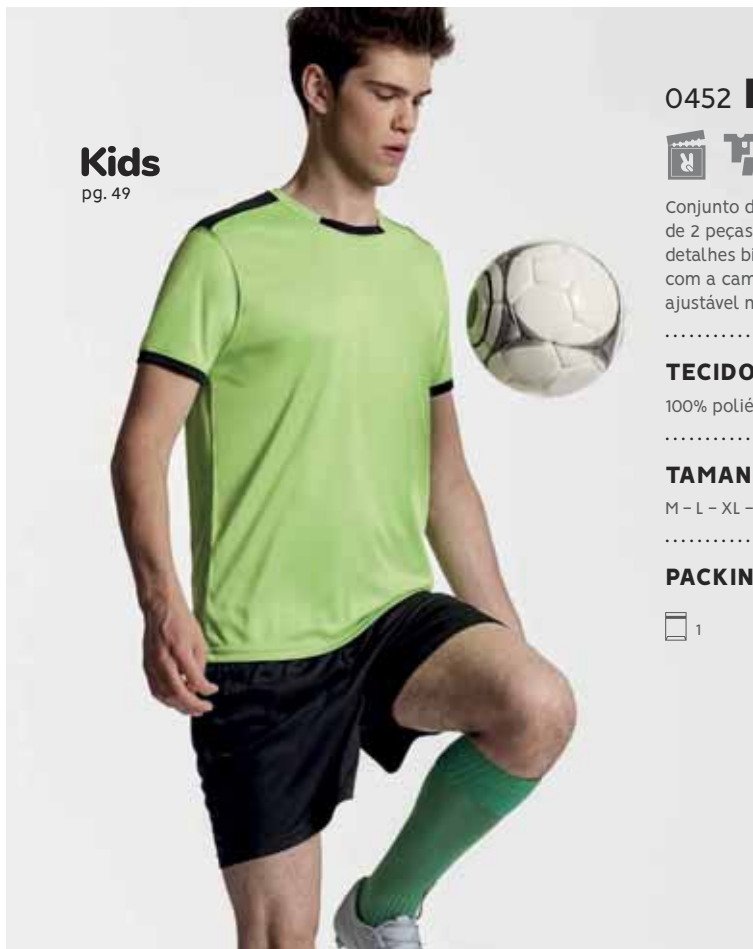 Kids
pg. 49
0452
Conjunto d
de 2 peças
detalhes bi
com a cam
ajustável n
TECIDO
100% polié
TAMAN
M – L – XL –
PACKIN
1